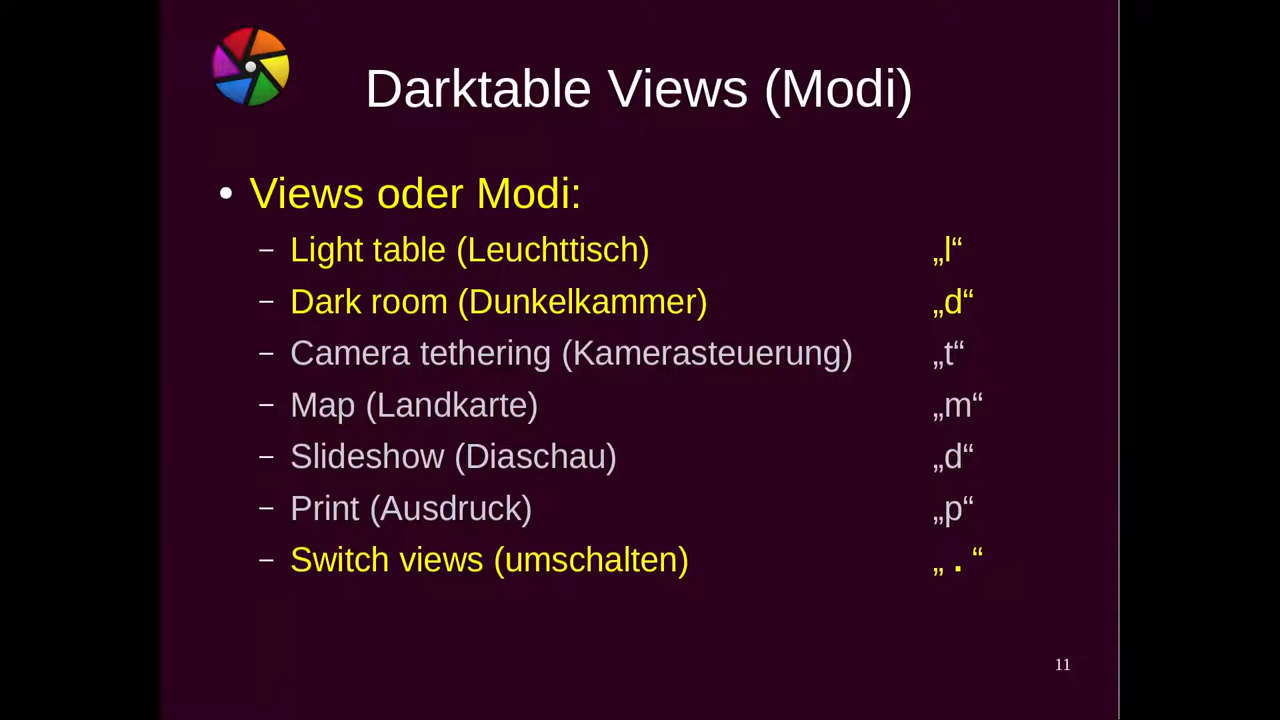 Darktable Views (Modi)
• Views oder Modi:
– Light table (Leuchttisch) „l“
– Dark room (Dunkelkammer) „d“
– Camera tethering (Kamerasteuerung) „t“
– Map (Landkarte) „m“
– Slideshow (Diaschau) „d“
– Print (Ausdruck) „p“
– Switch views (umschalten) „ . “
11